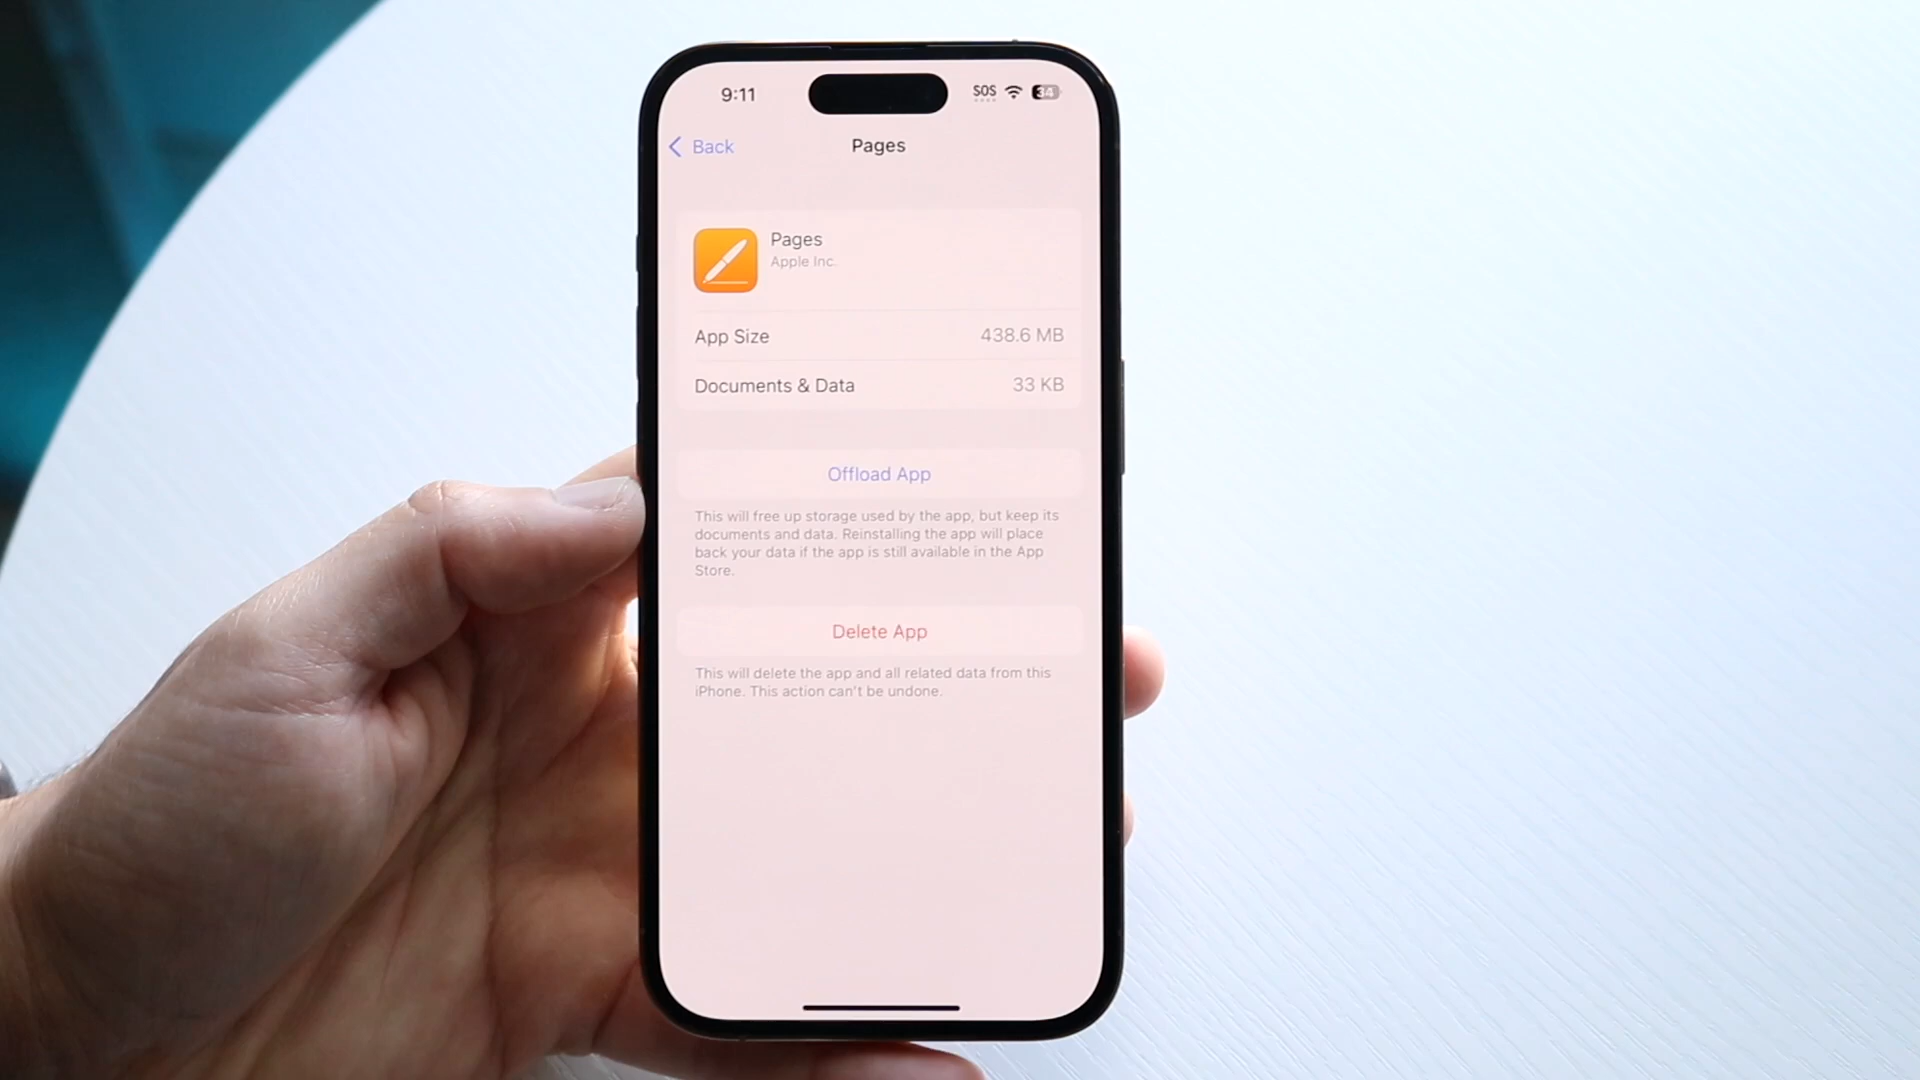 9:11
SOS
34
Back
Pages
Pages
Apple Inc.
App Size
438.6 MB
Documents & Data
33 KB
Offload App
This will free up storage used by the app, but keep its
documents and data. Reinstalling the app will place
back your data if the app is still available in the App
Store.
Delete App
This will delete the app and all related data from this
iPhone. This action can't be undone.